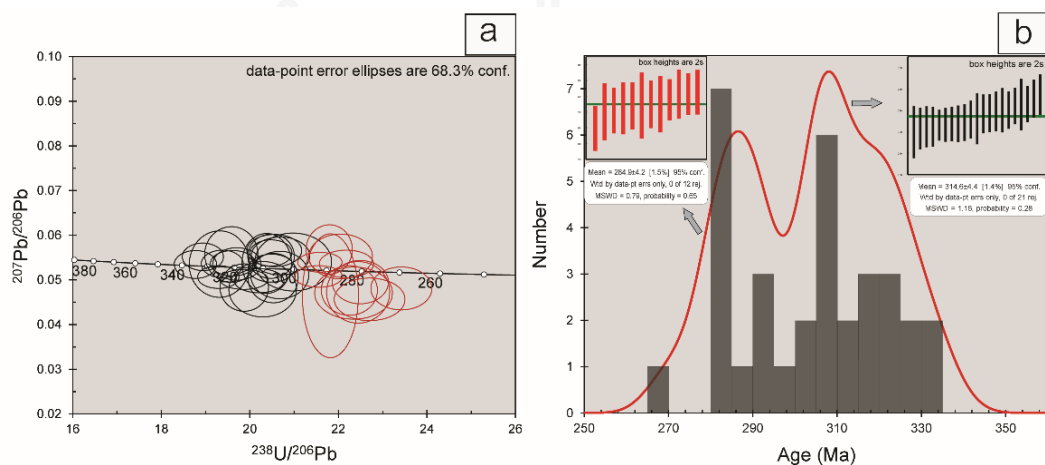 a
data-point error ellipses are 68.3% conf.
0.10
0.09
0.08
0.07
0.06
0.05
0.04
0.03
0.02
207Pb/206Pb
380
360
340
320
300
280
260
16
18
20
22
24
26
238U/206Pb
b
box heights are 2s
box heights are 2s
Mean = 284.9±4.2 [1.5%] 95% conf.
Wtd by data-pt errs only, 0 of 12 rej.
MSWD = 0.79, probability = 0.65
Mean = 314.6±4.4 [1.4%] 95% conf.
Wtd by data-pt errs only, 0 of 21 rej.
MSWD = 1.16, probability = 0.28
7
6
5
4
3
2
1
0
Number
250
270
290
310
330
350
Age (Ma)